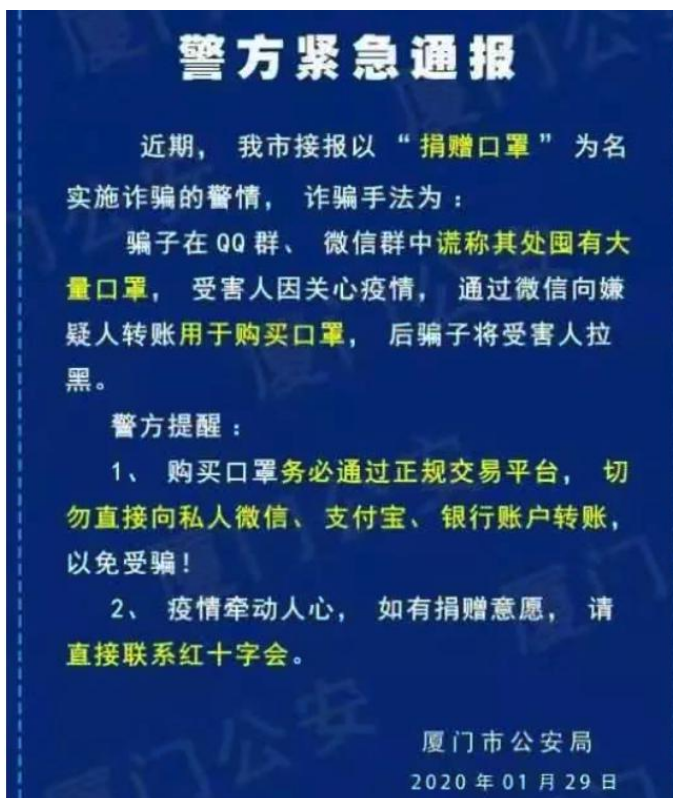 警方紧急通报
近期， 我市接报以“捐赠口罩”为名
实施诈骗的警情， 诈骗手法为：
骗子在QQ群、 微信群中谎称其处囤有大
量口罩， 受害人因关心疫情， 通过微信向嫌
疑人转账用于购买口罩， 后骗子将受害人拉
黑。
警方提醒：
1、 购买口罩务必通过正规交易平台， 切
勿直接向私人微信、 支付宝、 银行账户转账，
以免受骗！
2、 疫情牵动人心， 如有捐赠意愿， 请
直接联系红十字会。
厦门市公安局
2020年01月29日
厦门公安